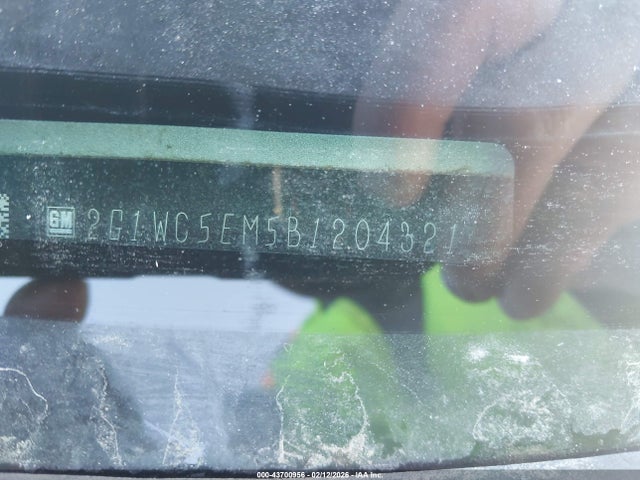 GM 2G1WC5EM5B1204321
000-43700956 - 02/12/2026 - IAA Inc.